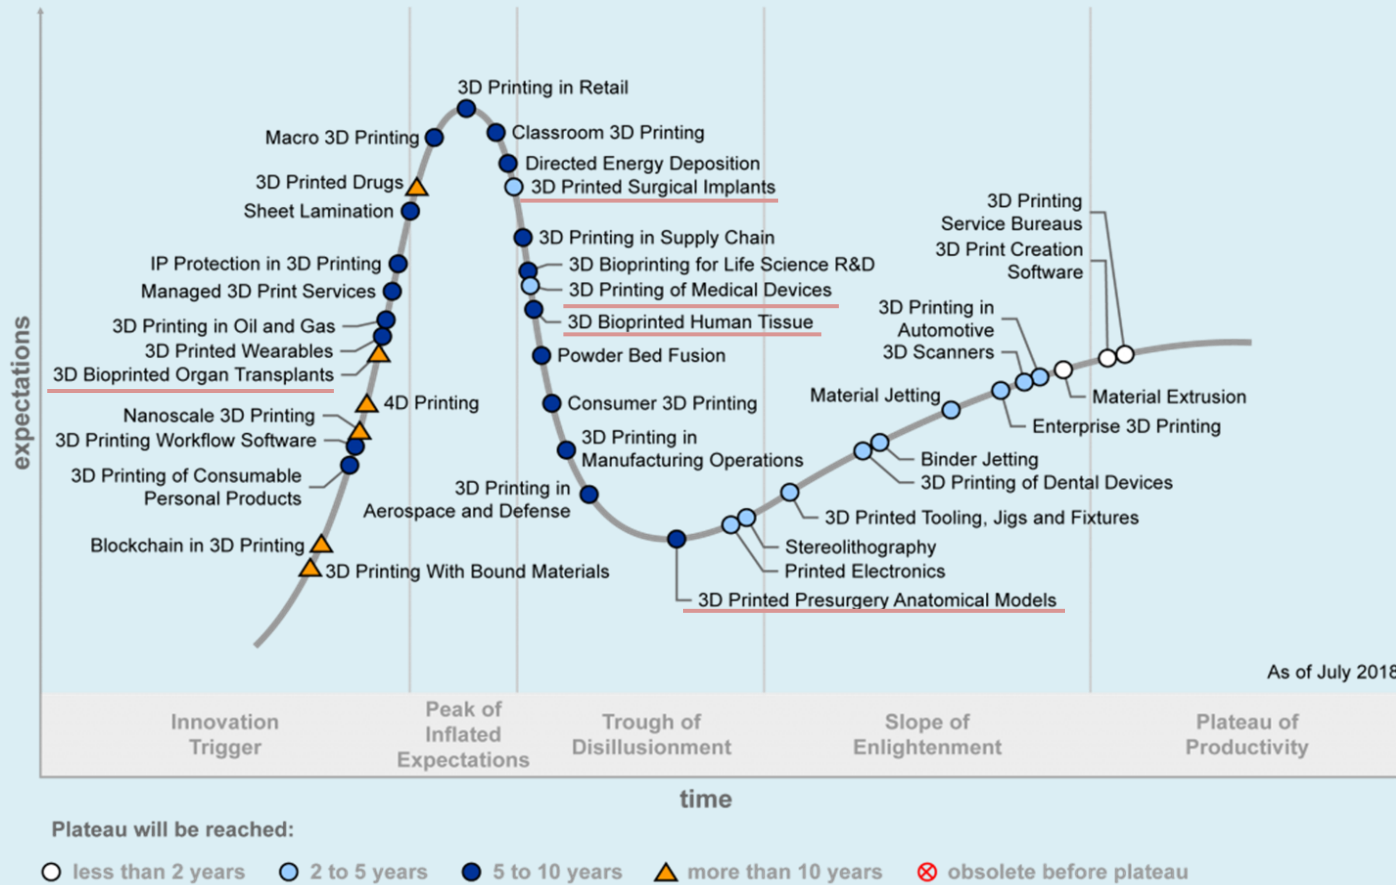 3D Printing in Retail
Macro 3D Printing
Classroom 3D Printing
Directed Energy Deposition
3D Printed Drugs
3D Printed Surgical Implants
Sheet Lamination
3D Printing
Service Bureaus
3D Printing in Supply Chain
3D Print Creation
Software
IP Protection in 3D Printing
3D Bioprinting for Life Science R&D
Managed 3D Print Services
3D Printing of Medical Devices
3D Printing in
Automotive
3D Printing in Oil and Gas
3D Bioprinted Human Tissue
3D Printed Wearables
Powder Bed Fusion
3D Scanners
3D Bioprinted Organ Transplants
4D Printing
Consumer 3D Printing
Material Jetting
Material Extrusion
Nanoscale 3D Printing
Enterprise 3D Printing
3D Printing Workflow Software
3D Printing in
Manufacturing Operations
Binder Jetting
3D Printing of Consumable
Personal Products
3D Printing of Dental Devices
3D Printing in
Aerospace and Defense
3D Printed Tooling, Jigs and Fixtures
Blockchain in 3D Printing
Stereolithography
3D Printing With Bound Materials
Printed Electronics
3D Printed Presurgery Anatomical Models
As of July 2018
expectations
Innovation
Trigger
Peak of
Inflated
Expectations
Trough of
Disillusionment
Slope of
Enlightenment
Plateau of
Productivity
time
Plateau will be reached:
less than 2 years
2 to 5 years
5 to 10 years
more than 10 years
obsolete before plateau